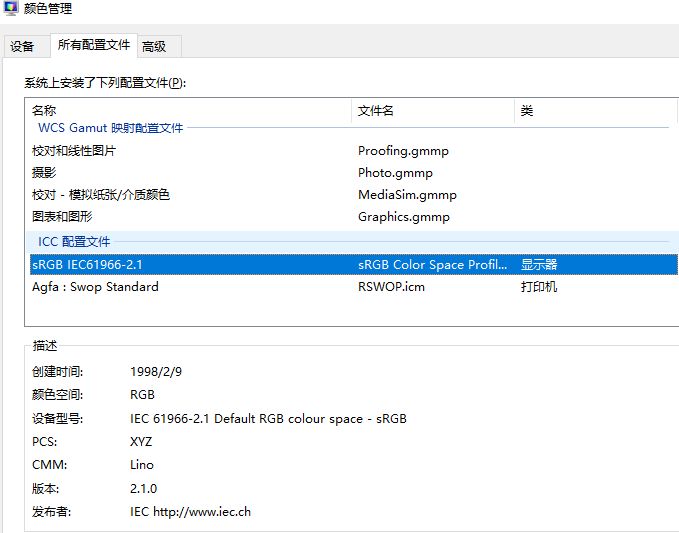 颜色管理
设备 所有配置文件 高级
系统上安装了下列配置文件(P):
名称 文件名 类
WCS Gamut 映射配置文件
校对和线性图片 Proofing.gmmp
摄影 Photo.gmmp
校对 - 模拟纸张/介质颜色 MediaSim.gmmp
图表和图形 Graphics.gmmp
ICC 配置文件
sRGB IEC61966-2.1 sRGB Color Space Profil... 显示器
Agfa : Swop Standard RSWOP.icm 打印机
描述
创建时间: 1998/2/9
颜色空间: RGB
设备型号: IEC 61966-2.1 Default RGB colour space - sRGB
PCS: XYZ
CMM: Lino
版本: 2.1.0
发布者: IEC http://www.iec.ch